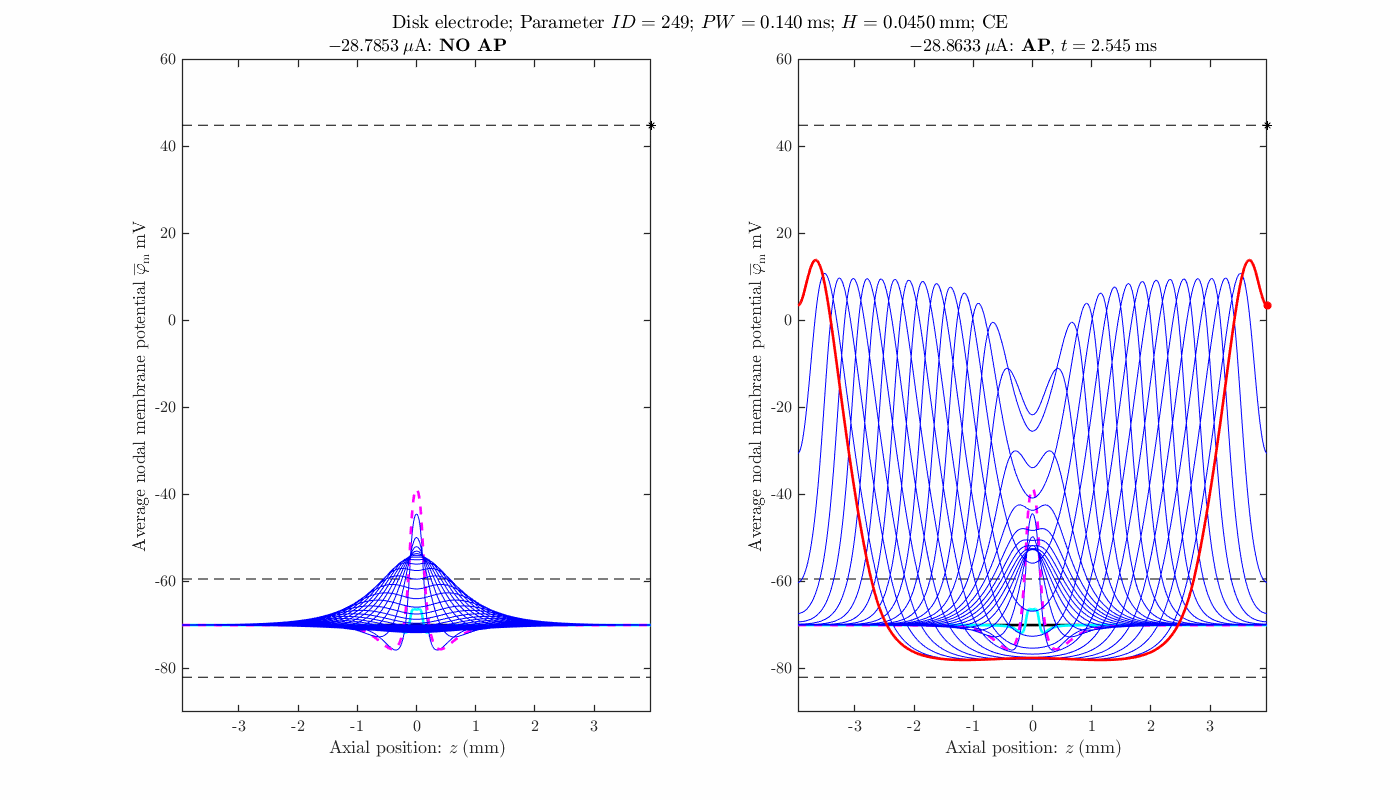 Disk electrode; Parameter ID = 249; PW = 0.140 ms; H = 0.0450 mm; CE
−28.7853 μA: NO AP
−28.8633 μA: AP, t = 2.545 ms
Average nodal membrane potential φ̅m mV
60
40
20
0
-20
-40
-60
-80
-3 -2 -1 0 1 2 3
Axial position: z (mm)
Average nodal membrane potential φ̅m mV
60
40
20
0
-20
-40
-60
-80
-3 -2 -1 0 1 2 3
Axial position: z (mm)